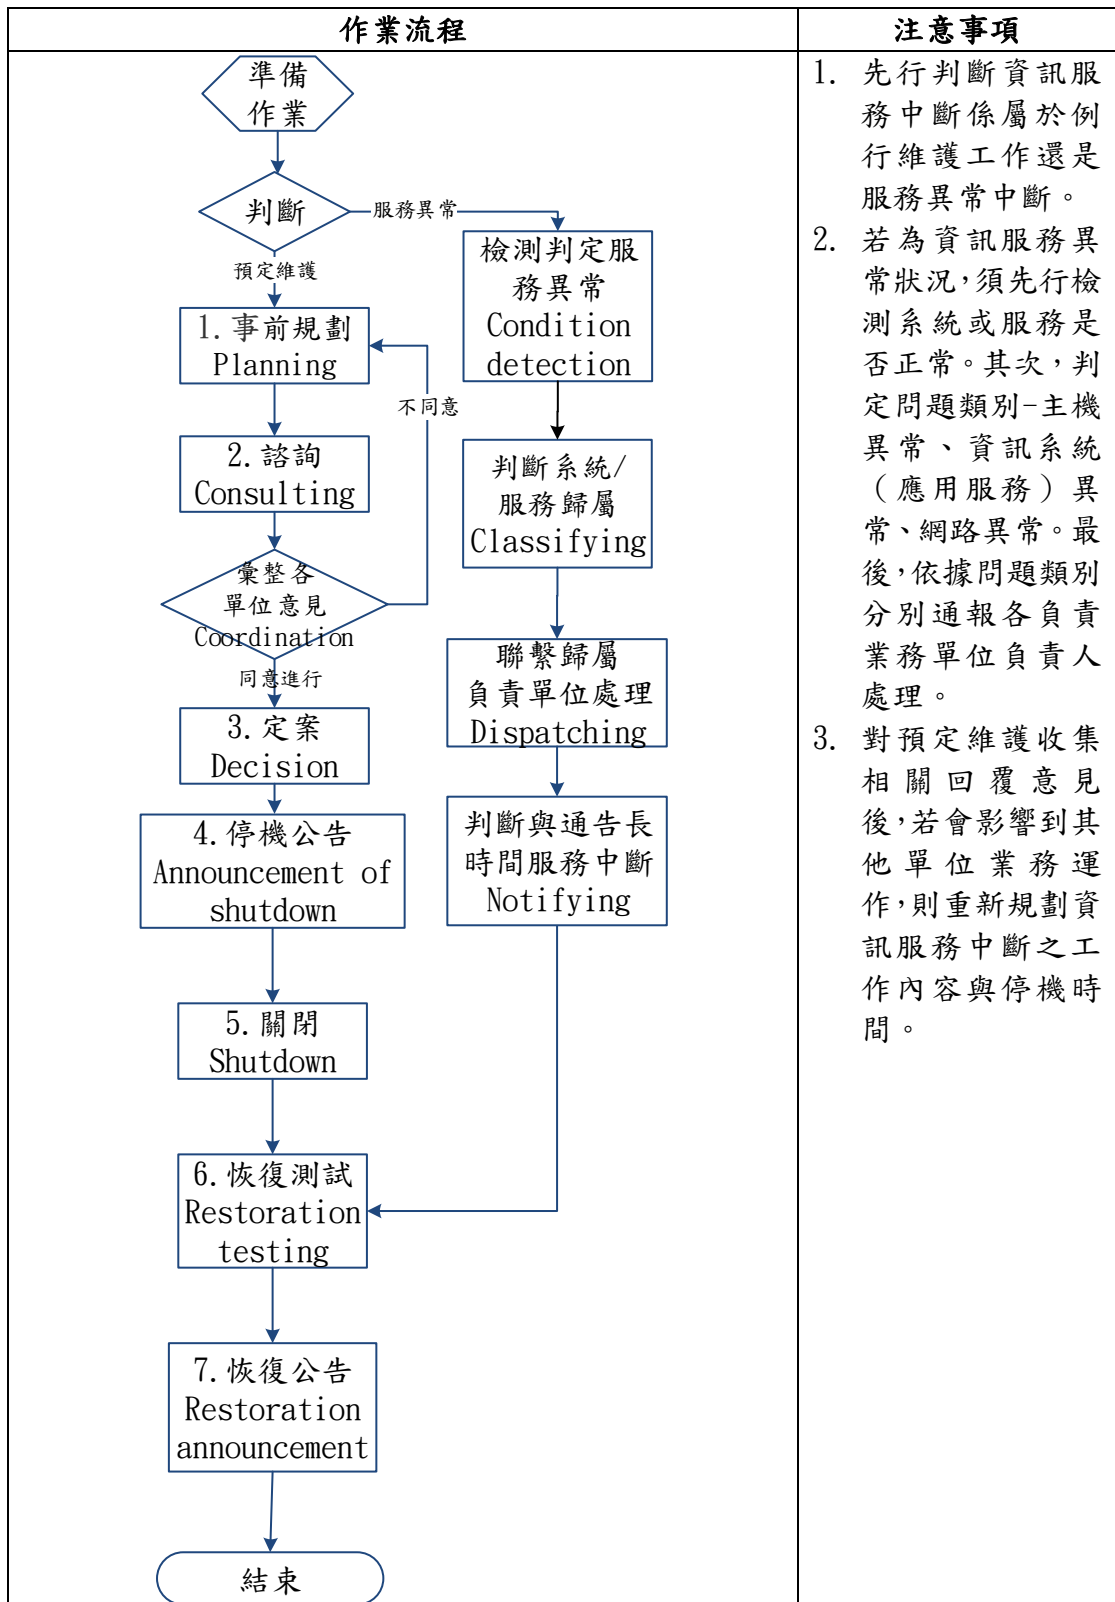 作業流程
注意事項
準備
作業
判斷
服務異常
預定維護
1.事前規劃
Planning
不同意
2.諮詢
Consulting
彙整各
單位意見
Coordination
同意進行
3.定案
Decision
4.停機公告
Announcement of
shutdown
5.關閉
Shutdown
6.恢復測試
Restoration
testing
7.恢復公告
Restoration
announcement
結束
檢測判定服
務異常
Condition
detection
判斷系統/
服務歸屬
Classifying
聯繫歸屬
負責單位處理
Dispatching
判斷與通告長
時間服務中斷
Notifying
1. 先行判斷資訊服
務中斷係屬於例
行維護工作還是
服務異常中斷。
2. 若為資訊服務異
常狀況,須先行檢
測系統或服務是
否正常。其次,判
定問題類別-主機
異常、資訊系統
(應用服務)異
常、網路異常。最
後,依據問題類別
分別通報各負責
業務單位負責人
處理。
3. 對預定維護收集
相關回覆意見
後,若會影響到其
他單位業務運
作,則重新規劃資
訊服務中斷之工
作內容與停機時
間。